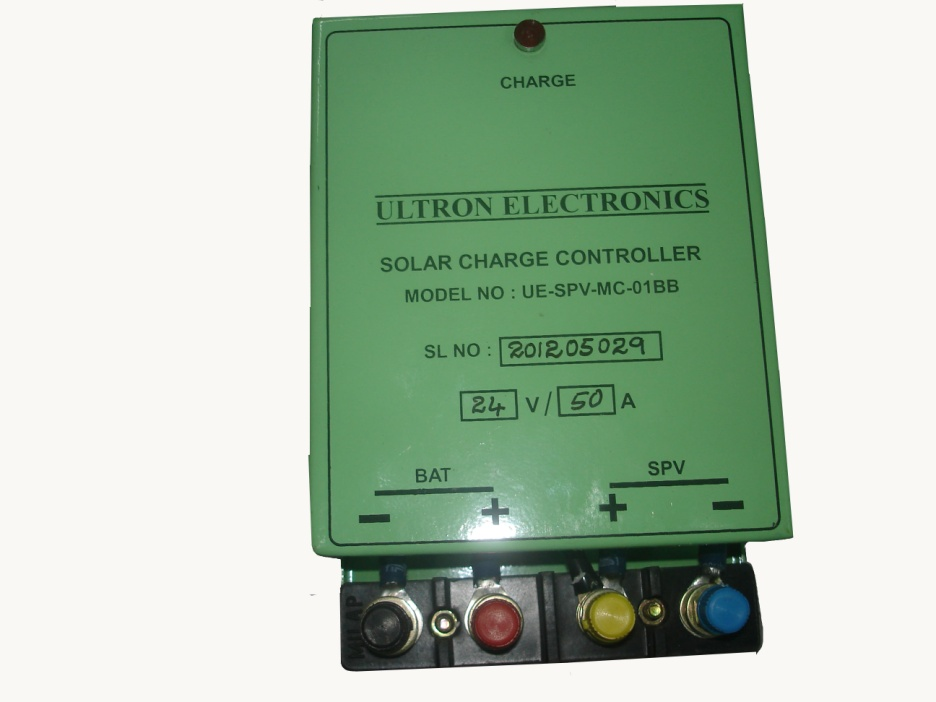 CHARGE
ULTRON ELECTRONICS
SOLAR CHARGE CONTROLLER
MODEL NO : UE-SPV-MC-01BB
SL NO : 201205029
24 V / 50 A
BAT SPV
− + + −
MILAP